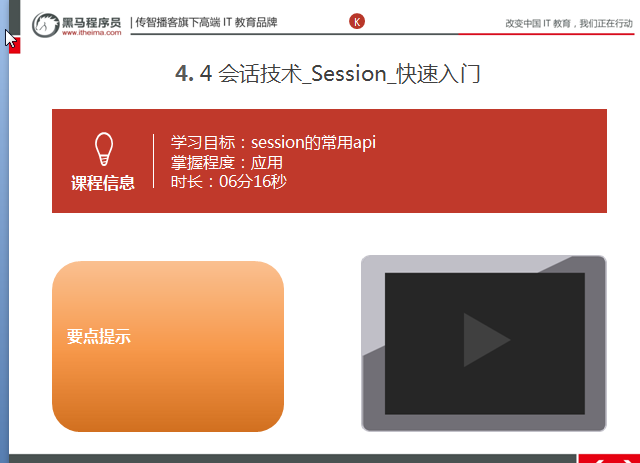 黑马程序员
www.itheima.com
传智播客旗下高端 IT 教育品牌
K
改变中国 IT 教育，我们正在行动
4. 4 会话技术_Session_快速入门
课程信息
学习目标：session的常用api
掌握程度：应用
时长：06分16秒
要点提示